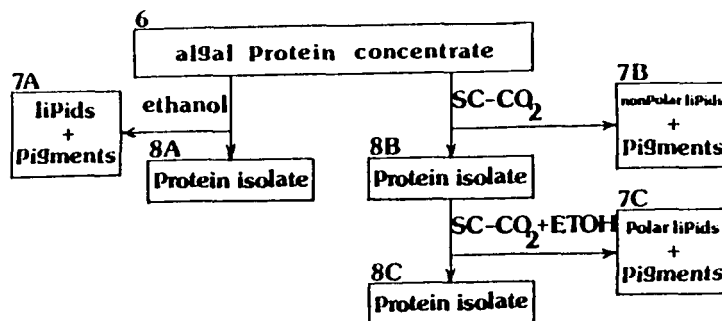 6
algal Protein concentrate
7A
liPids
+
Pigments
ethanol
8A
Protein isolate
SC-CO2
7B
nonPolar liPids
+
Pigments
8B
Protein isolate
SC-CO2+ETOH
7C
Polar liPids
+
Pigments
8C
Protein isolate